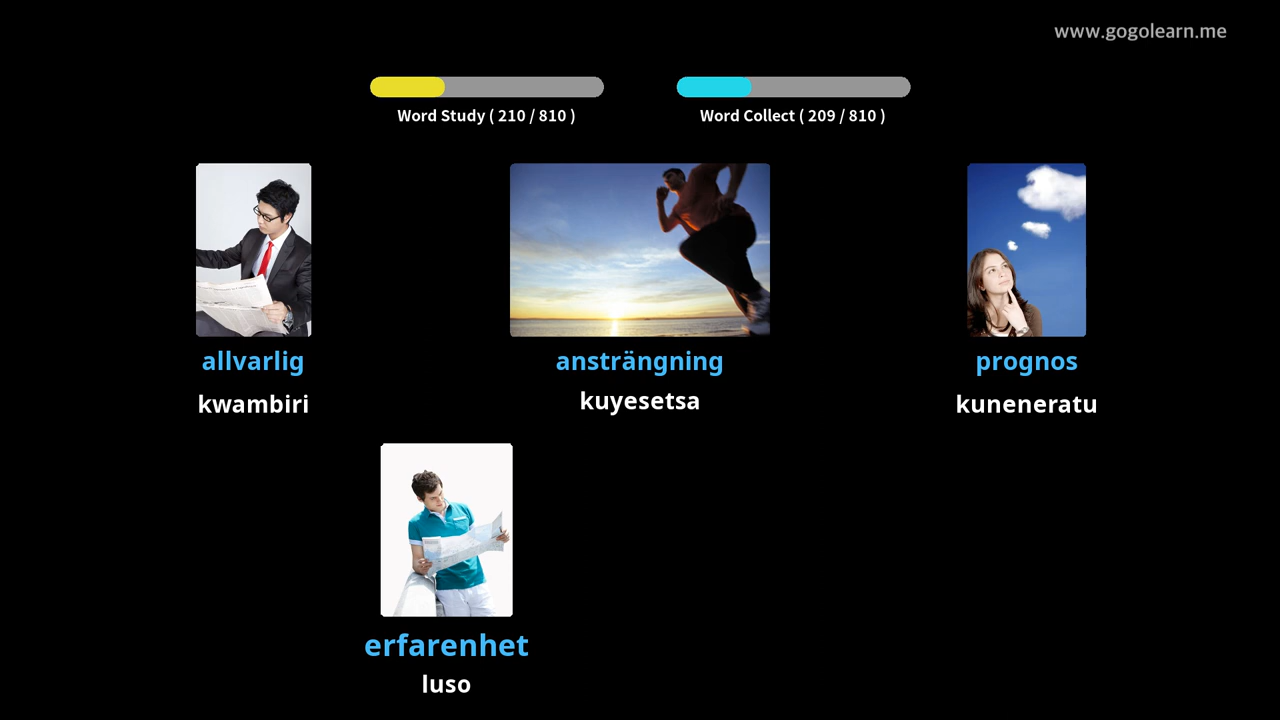 www.gogolearn.me
Word Study ( 210 / 810 )
Word Collect ( 209 / 810 )
allvarlig
kwambiri
ansträngning
kuyesetsa
prognos
kuneneratu
erfarenhet
luso